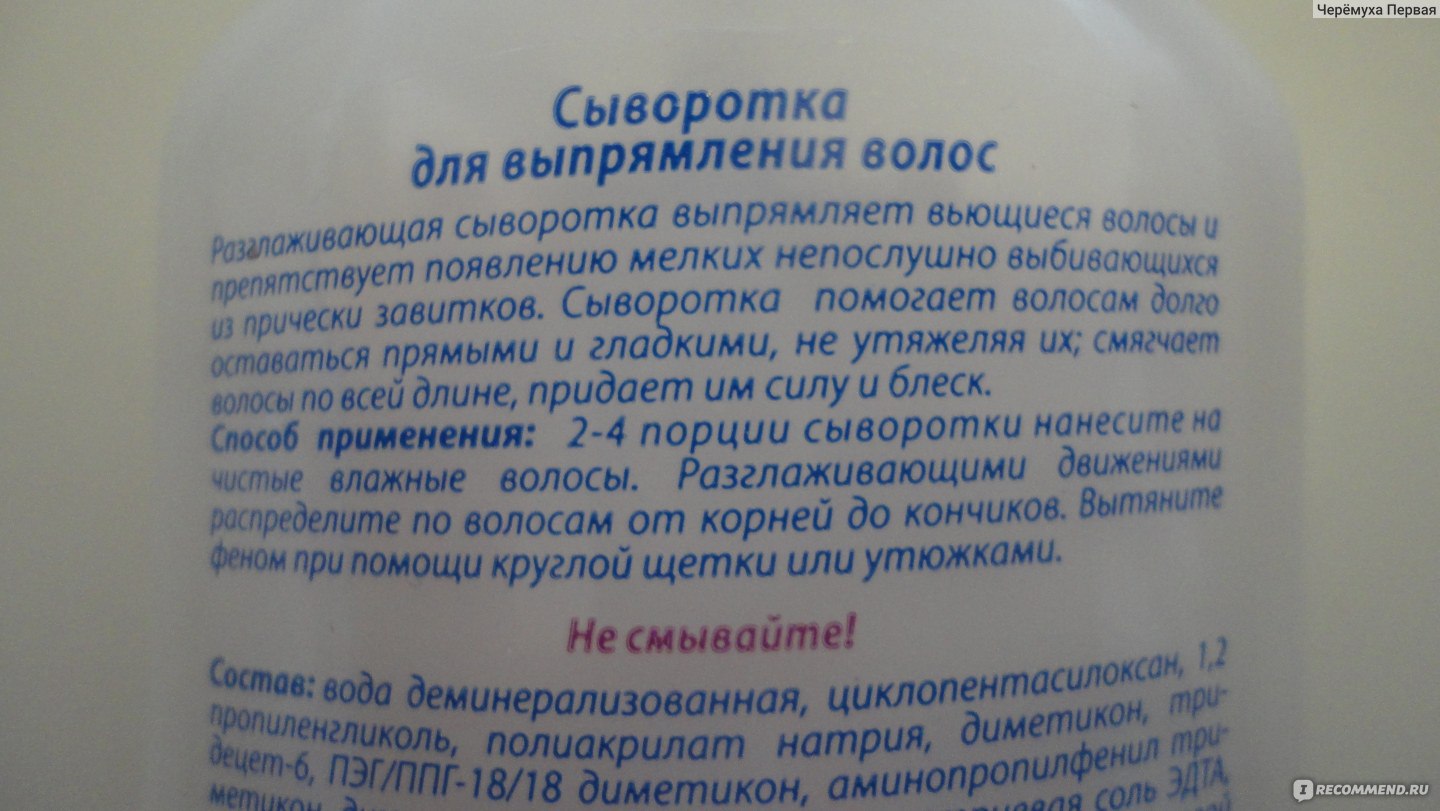 Черёмуха Первая
Сыворотка
для выпрямления волос
Разглаживающая сыворотка выпрямляет вьющиеся волосы и
препятствует появлению мелких непослушно выбивающихся
из прически завитков. Сыворотка помогает волосам долго
оставаться прямыми и гладкими, не утяжеляя их; смягчает
волосы по всей длине, придает им силу и блеск.
Способ применения: 2-4 порции сыворотки нанесите на
чистые влажные волосы. Разглаживающими движениями
распределите по волосам от корней до кончиков. Вытяните
феном при помощи круглой щетки или утюжками.
Не смывайте!
Состав: вода деминерализованная, циклопентасилоксан, 1,2
пропиленгликоль, полиакрилат натрия, диметикон, три-
децет-6, ПЭГ/ППГ-18/18 диметикон, аминопропилфенил три-
метикон, соль ЭДТА,
I RECOMMEND.RU